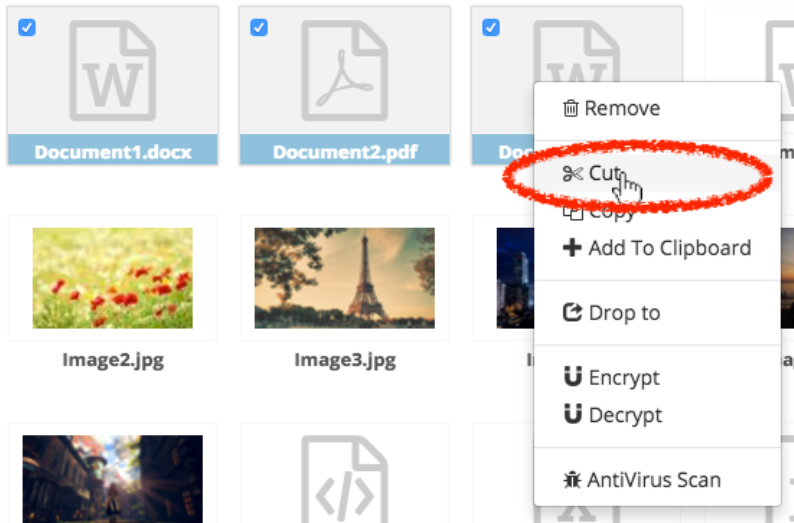 Document1.docx
Document2.pdf
Doc
Remove
Cut
Copy
Add To Clipboard
Image2.jpg
Image3.jpg
Drop to
Encrypt
Decrypt
AntiVirus Scan